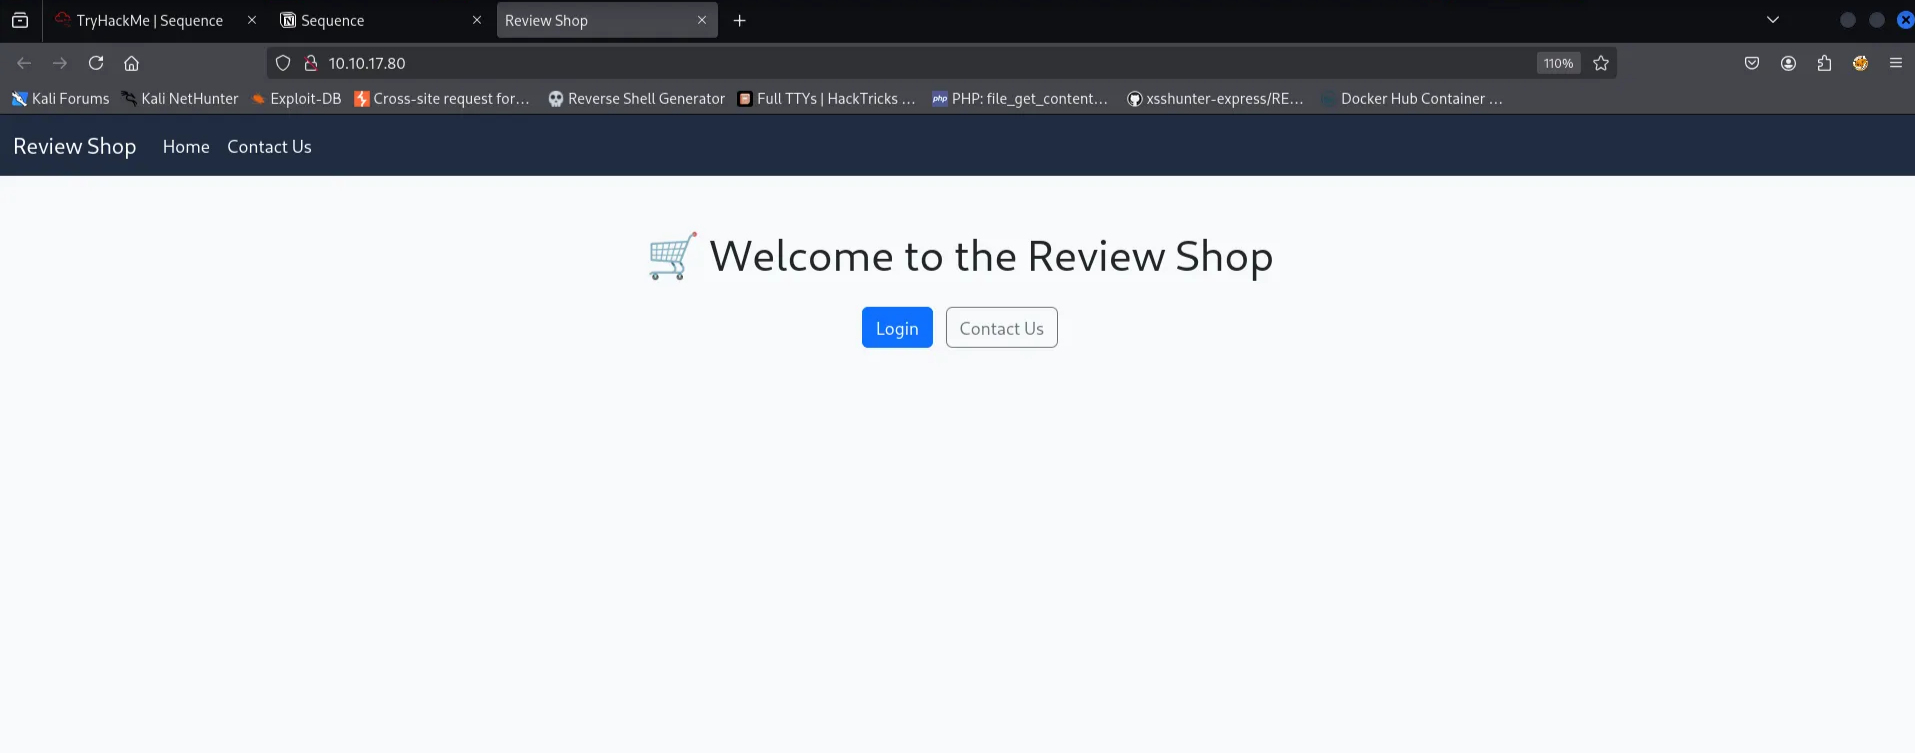 TryHackMe | Sequence
Sequence
Review Shop
10.10.17.80
110%
Kali Forums Kali NetHunter Exploit-DB Cross-site request for… Reverse Shell Generator Full TTYs | HackTricks … php PHP: file_get_content… xsshunter-express/RE… Docker Hub Container …
Review Shop Home Contact Us
Welcome to the Review Shop
Login Contact Us